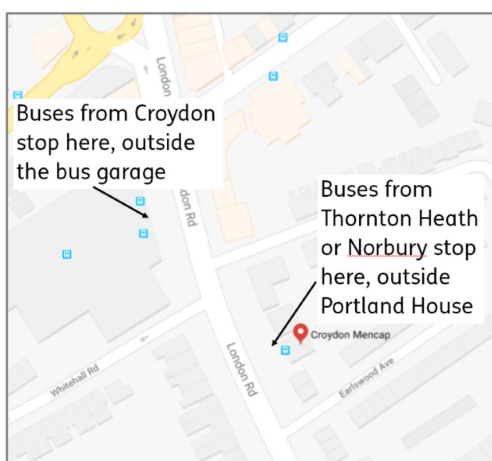 London
Buses from Croydon
stop here, outside
the bus garage
don Rd
Buses from
Thornton Heath
or Norbury stop
here, outside
Portland House
Croydon Mencap
London Rd
Whitehall Rd
Earlswood Ave